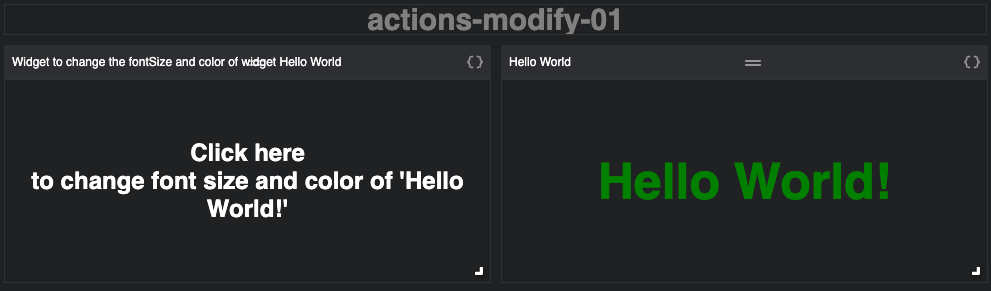 actions-modify-01
Widget to change the fontSize and color of widget Hello World
Hello World
Click here
to change font size and color of 'Hello
World!'
Hello World!